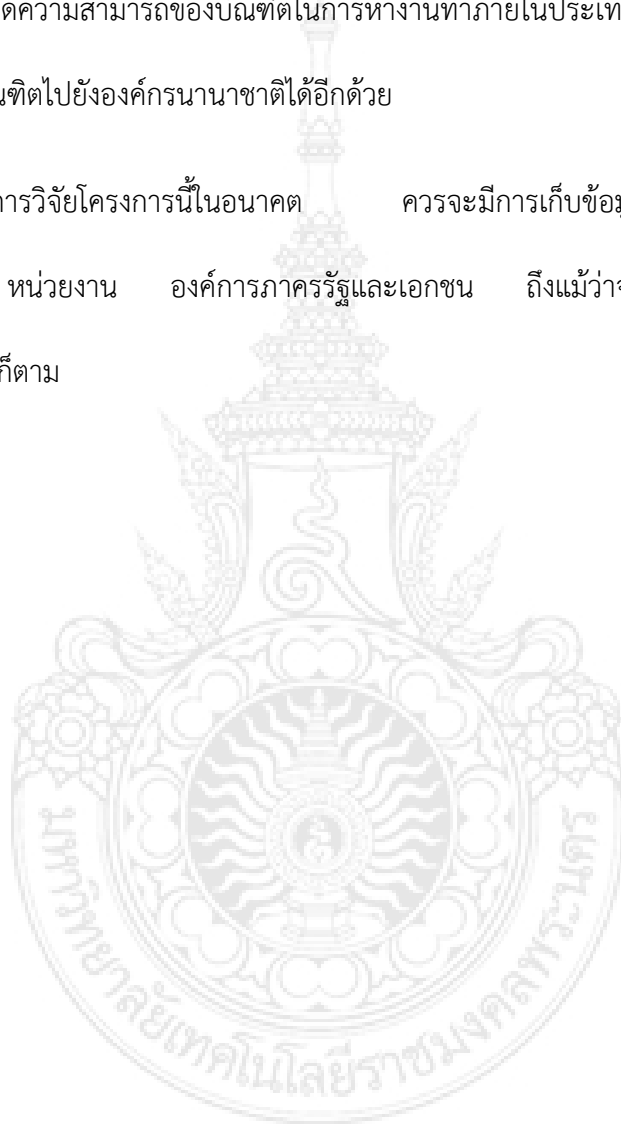 ดความสามารถของบัณฑิตในการหางานทำภายในประเท
ณฑิตไปยังองค์กรนานาชาติได้อีกด้วย
การวิจัยโครงการนี้ในอนาคต ควรจะมีการเก็บข้อมู
หน่วยงาน องค์การภาครรัฐและเอกชน ถึงแม้ว่าจ
ก็ตาม
มหาวิทยาลัยเทคโนโลยีราชมงคลพระนคร